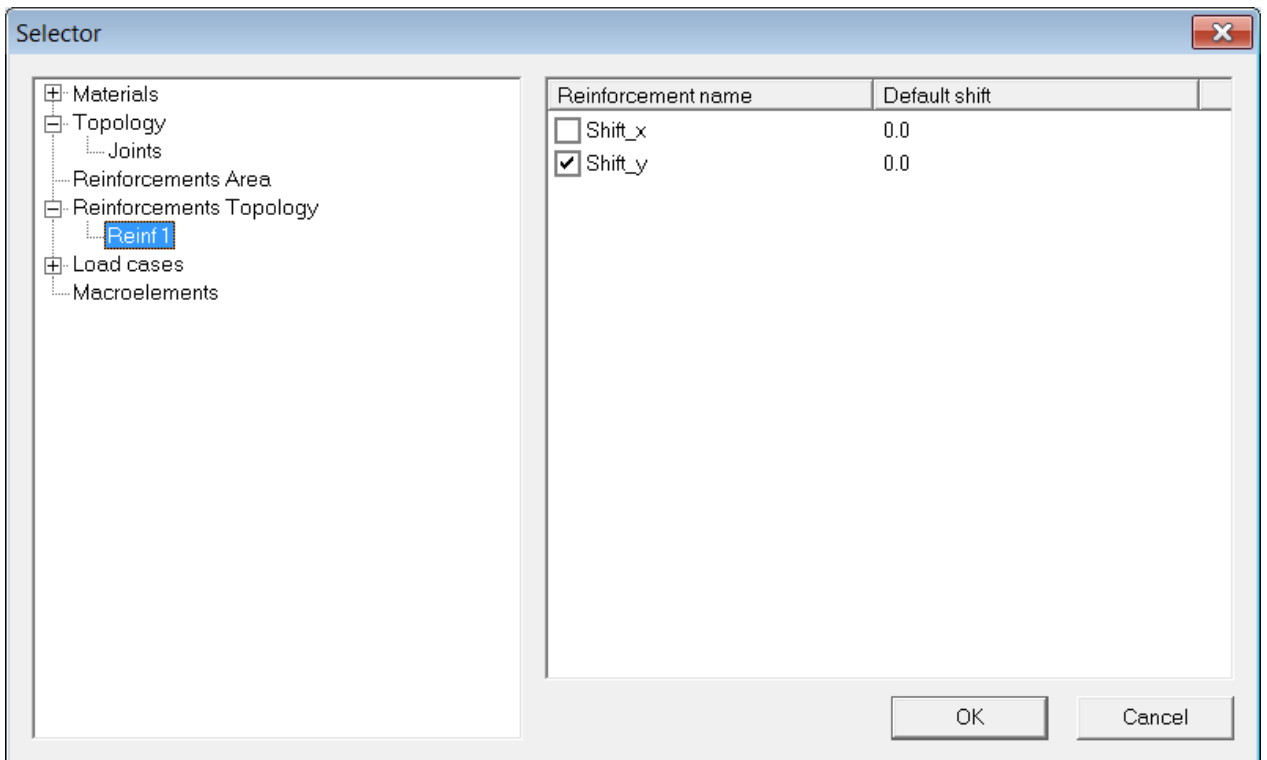 Selector
Materials
Topology
Joints
Reinforcements Area
Reinforcements Topology
Reinf 1
Load cases
Macroelements
Reinforcement name Default shift
Shift_x 0.0
Shift_y 0.0
OK Cancel